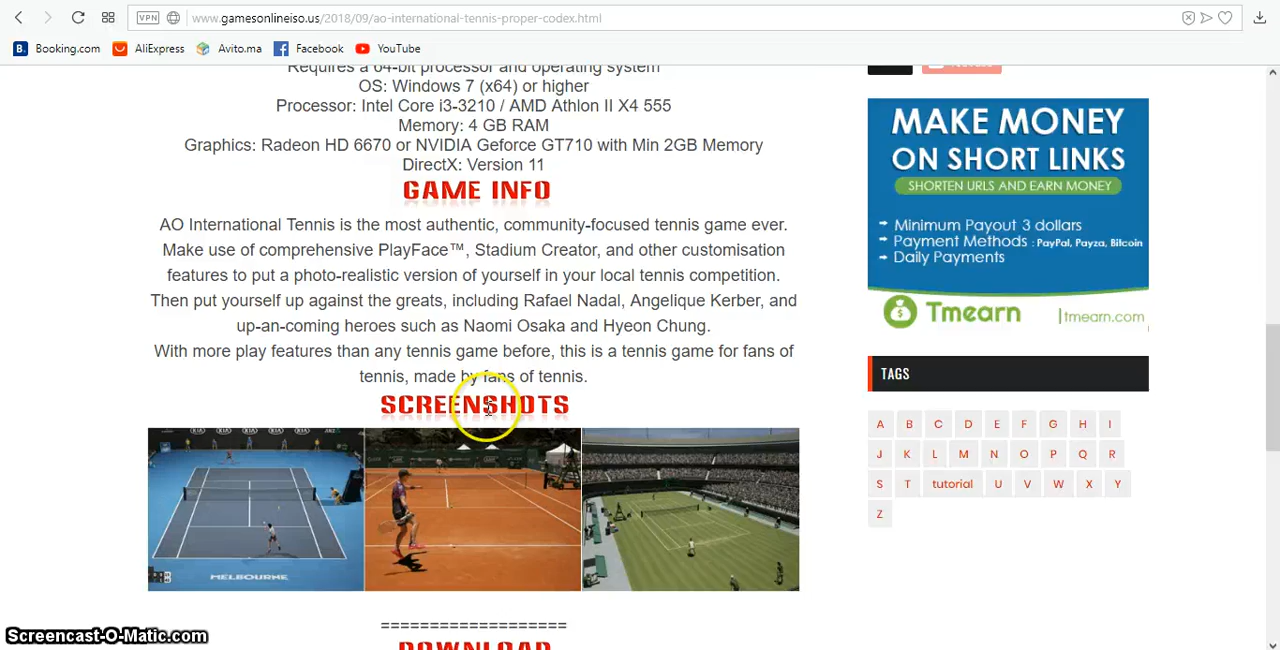 VPN www.gamesonlineiso.us/2018/09/ao-international-tennis-proper-codex.html
B. Booking.com AliExpress Avito.ma Facebook YouTube
Requires a 64-bit processor and operating system
OS: Windows 7 (x64) or higher
Processor: Intel Core i3-3210 / AMD Athlon II X4 555
Memory: 4 GB RAM
Graphics: Radeon HD 6670 or NVIDIA Geforce GT710 with Min 2GB Memory
DirectX: Version 11
GAME INFO
AO International Tennis is the most authentic, community-focused tennis game ever.
Make use of comprehensive PlayFace™, Stadium Creator, and other customisation
features to put a photo-realistic version of yourself in your local tennis competition.
Then put yourself up against the greats, including Rafael Nadal, Angelique Kerber, and
up-an-coming heroes such as Naomi Osaka and Hyeon Chung.
With more play features than any tennis game before, this is a tennis game for fans of
tennis, made by fans of tennis.
SCREENSHOTS
KIA KIA KIA KIA
MELBOURNE
==================
DOWNLOAD
MAKE MONEY
ON SHORT LINKS
SHORTEN URLS AND EARN MONEY
Minimum Payout 3 dollars
Payment Methods : PayPal, Payza, Bitcoin
Daily Payments
Tmearn |tmearn.com
TAGS
A B C D E F G H I
J K L M N O P Q R
S T tutorial U V W X Y
Z
Screencast-O-Matic.com